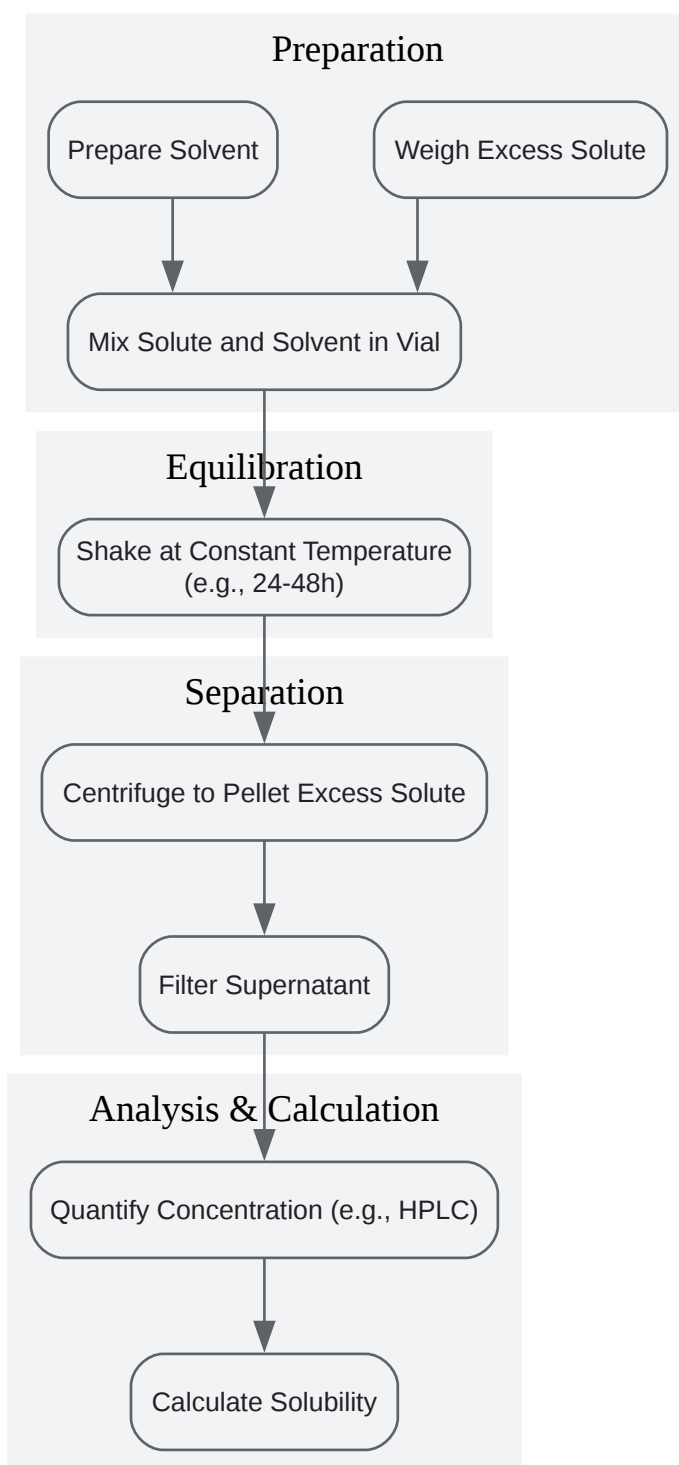 Preparation
Prepare Solvent
Weigh Excess Solute
Mix Solute and Solvent in Vial
Equilibration
Shake at Constant Temperature
(e.g., 24-48h)
Separation
Centrifuge to Pellet Excess Solute
Filter Supernatant
Analysis & Calculation
Quantify Concentration (e.g., HPLC)
Calculate Solubility